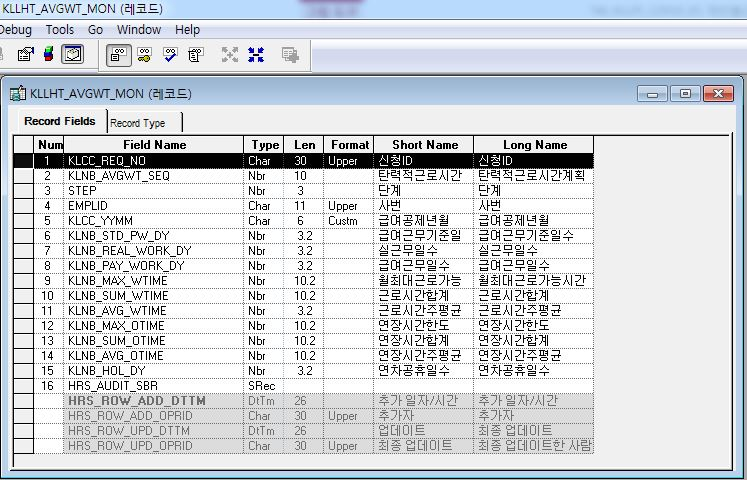 KLLHT_AVGWT_MON (레코드)
Debug Tools Go Window Help
KLLHT_AVGWT_MON (레코드)
Record Fields Record Type
Num Field Name Type Len Format Short Name Long Name
1 KLCC_REQ_NO Char 30 Upper 신청ID 신청ID
2 KLNB_AVGWT_SEQ Nbr 10 탄력적근로시간 탄력적근로시간계획
3 STEP Nbr 3 단계 단계
4 EMPLID Char 11 Upper 사번 사번
5 KLCC_YYMM Char 6 Custm 급여공제년월 급여공제년월
6 KLNB_STD_PW_DY Nbr 3.2 급여근무기준일 급여근무기준일수
7 KLNB_REAL_WORK_DY Nbr 3.2 실근무일수 실근무일수
8 KLNB_PAY_WORK_DY Nbr 3.2 급여근무일수 급여근무일수
9 KLNB_MAX_WTIME Nbr 10.2 월최대근로가능 월최대근로가능시간
10 KLNB_SUM_WTIME Nbr 10.2 근로시간합계 근로시간합계
11 KLNB_AVG_WTIME Nbr 10.2 근로시간주평균 근로시간주평균
12 KLNB_MAX_OTIME Nbr 10.2 연장시간한도 연장시간한도
13 KLNB_SUM_OTIME Nbr 10.2 연장시간합계 연장시간합계
14 KLNB_AVG_OTIME Nbr 10.2 연장시간주평균 연장시간주평균
15 KLNB_HOL_DY Nbr 3.2 연차공휴일수 연차공휴일수
16 HRS_AUDIT_SBR SRec
HRS_ROW_ADD_DTTM DtTm 26 추가 일자/시간 추가 일자/시간
HRS_ROW_ADD_OPRID Char 30 Upper 추가자 추가자
HRS_ROW_UPD_DTTM DtTm 26 업데이트 최종 업데이트
HRS_ROW_UPD_OPRID Char 30 Upper 최종 업데이트 최종 업데이트한 사람